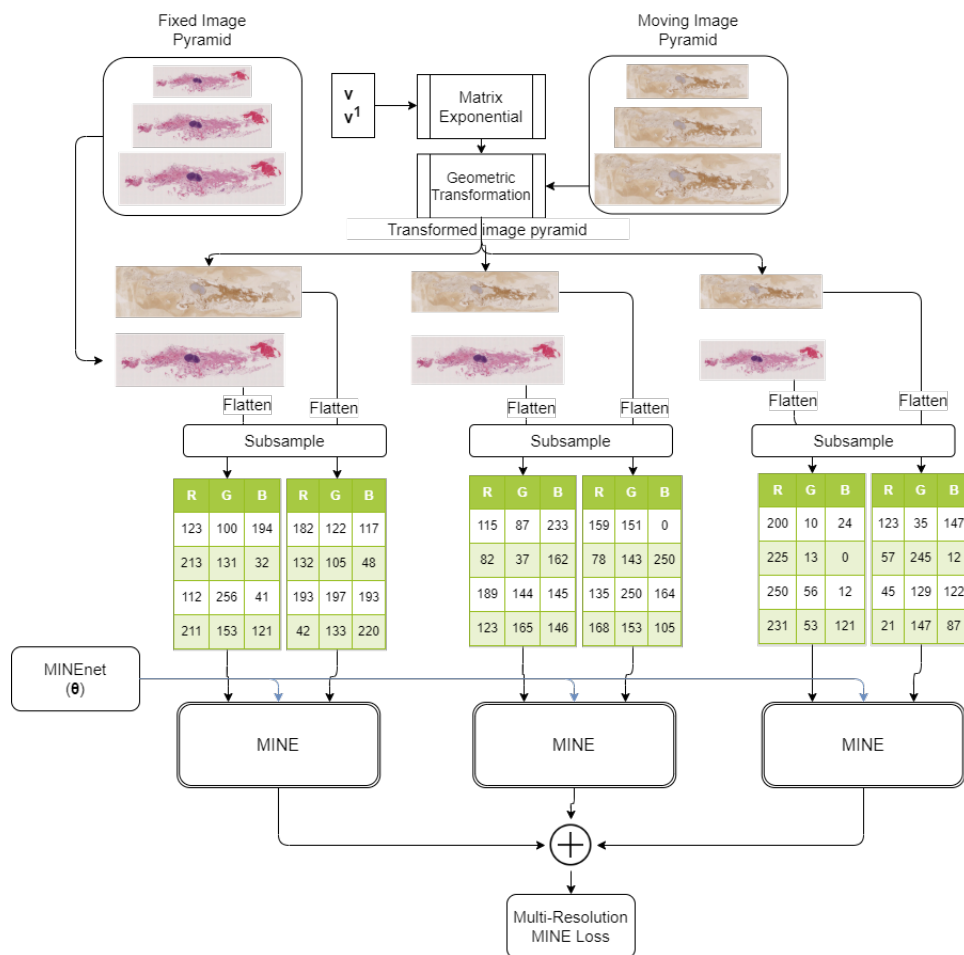 Fixed Image
Pyramid
Moving Image
Pyramid
v
v¹
Matrix
Exponential
Geometric
Transformation
Transformed image pyramid
Flatten
Flatten
Flatten
Flatten
Flatten
Flatten
Subsample
Subsample
Subsample
R G B R G B
123 100 194 182 122 117
213 131 32 132 105 48
112 256 41 193 197 193
211 153 121 42 133 220
R G B R G B
115 87 233 159 151 0
82 37 162 78 143 250
189 144 145 135 250 164
123 165 146 168 153 105
R G B R G B
200 10 24 123 35 147
225 13 0 57 245 12
250 56 12 45 129 122
231 53 121 21 147 87
MINEnet
(θ)
MINE
MINE
MINE
Multi-Resolution
MINE Loss